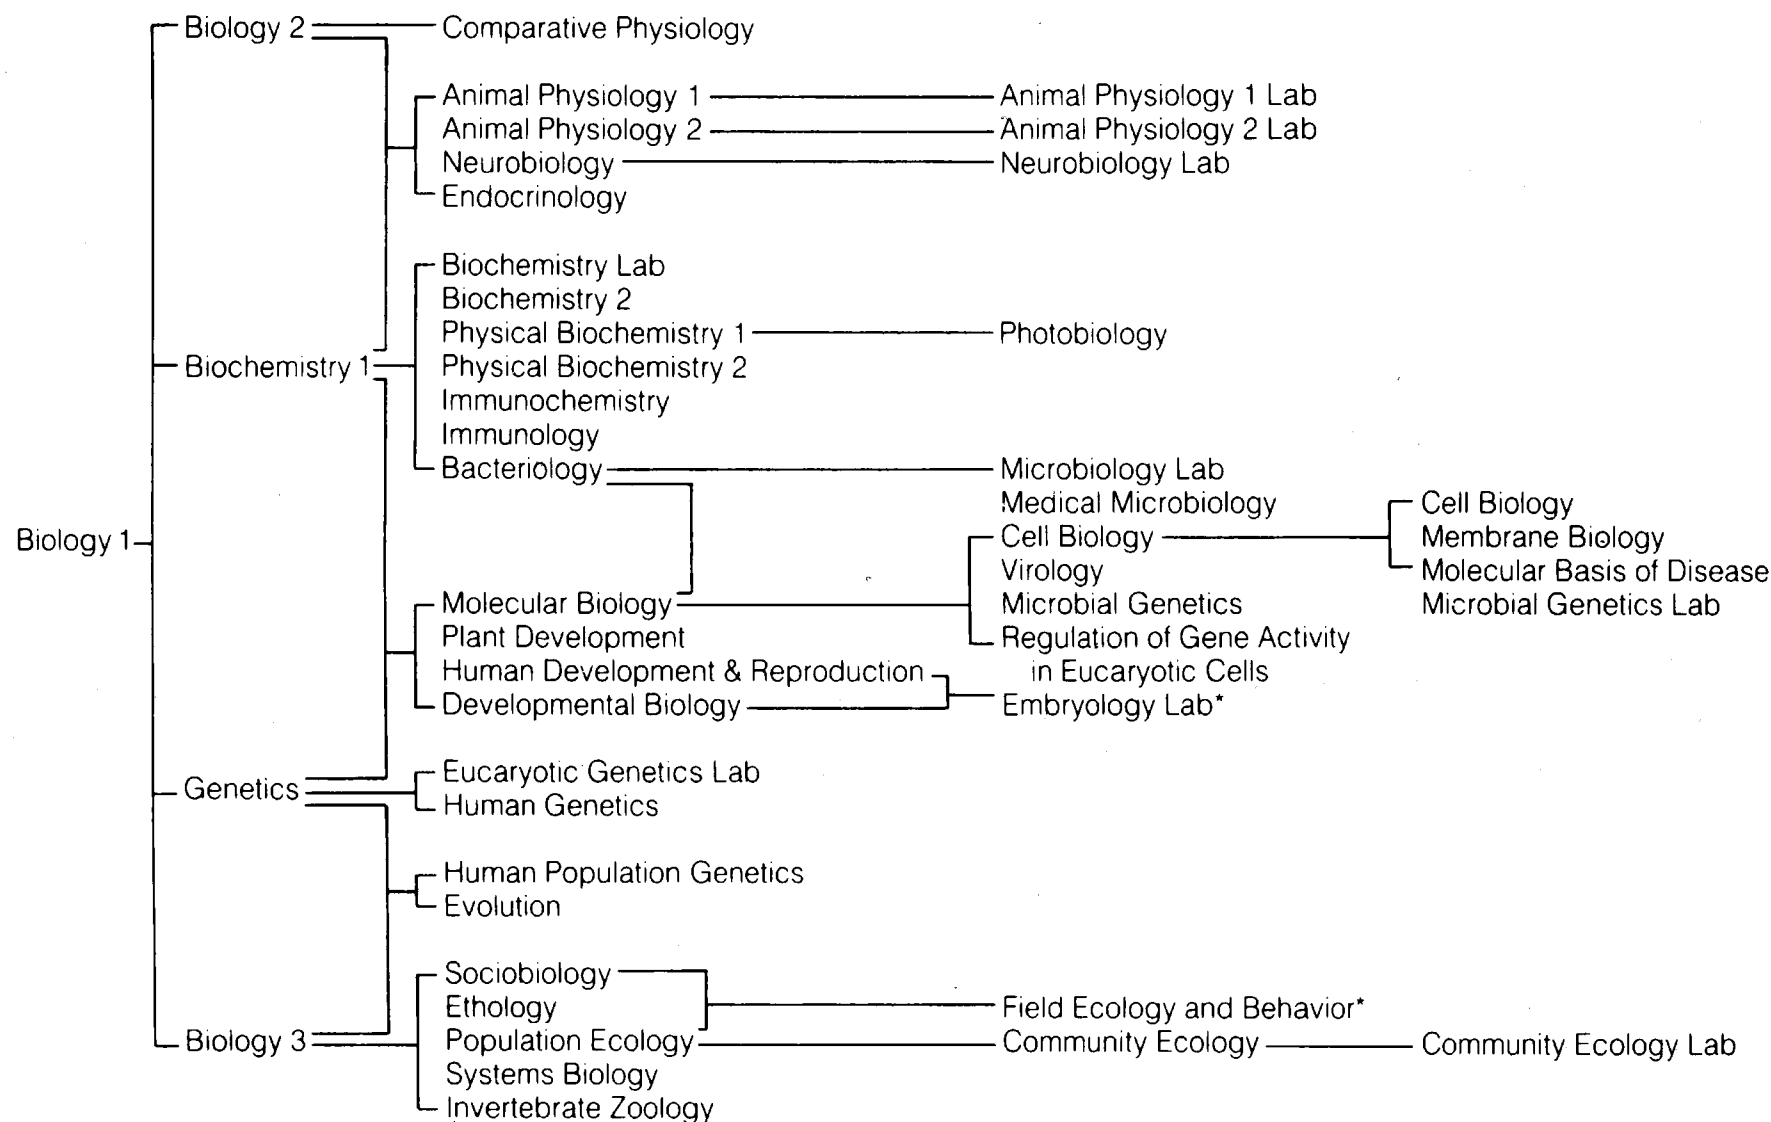 Biology 2 Comparative Physiology
Animal Physiology 1 Animal Physiology 1 Lab
Animal Physiology 2 Animal Physiology 2 Lab
Neurobiology Neurobiology Lab
Endocrinology
Biochemistry Lab
Biochemistry 2
Physical Biochemistry 1 Photobiology
Biochemistry 1 Physical Biochemistry 2
Immunochemistry
Immunology
Bacteriology Microbiology Lab
Medical Microbiology Cell Biology
Biology 1 Cell Biology Membrane Biology
Virology Molecular Basis of Disease
Molecular Biology Microbial Genetics Microbial Genetics Lab
Plant Development Regulation of Gene Activity
Human Development & Reproduction in Eucaryotic Cells
Developmental Biology Embryology Lab*
Eucaryotic Genetics Lab
Genetics
Human Genetics
Human Population Genetics
Evolution
Sociobiology
Ethology Field Ecology and Behavior*
Biology 3 Population Ecology Community Ecology Community Ecology Lab
Systems Biology
Invertebrate Zoology